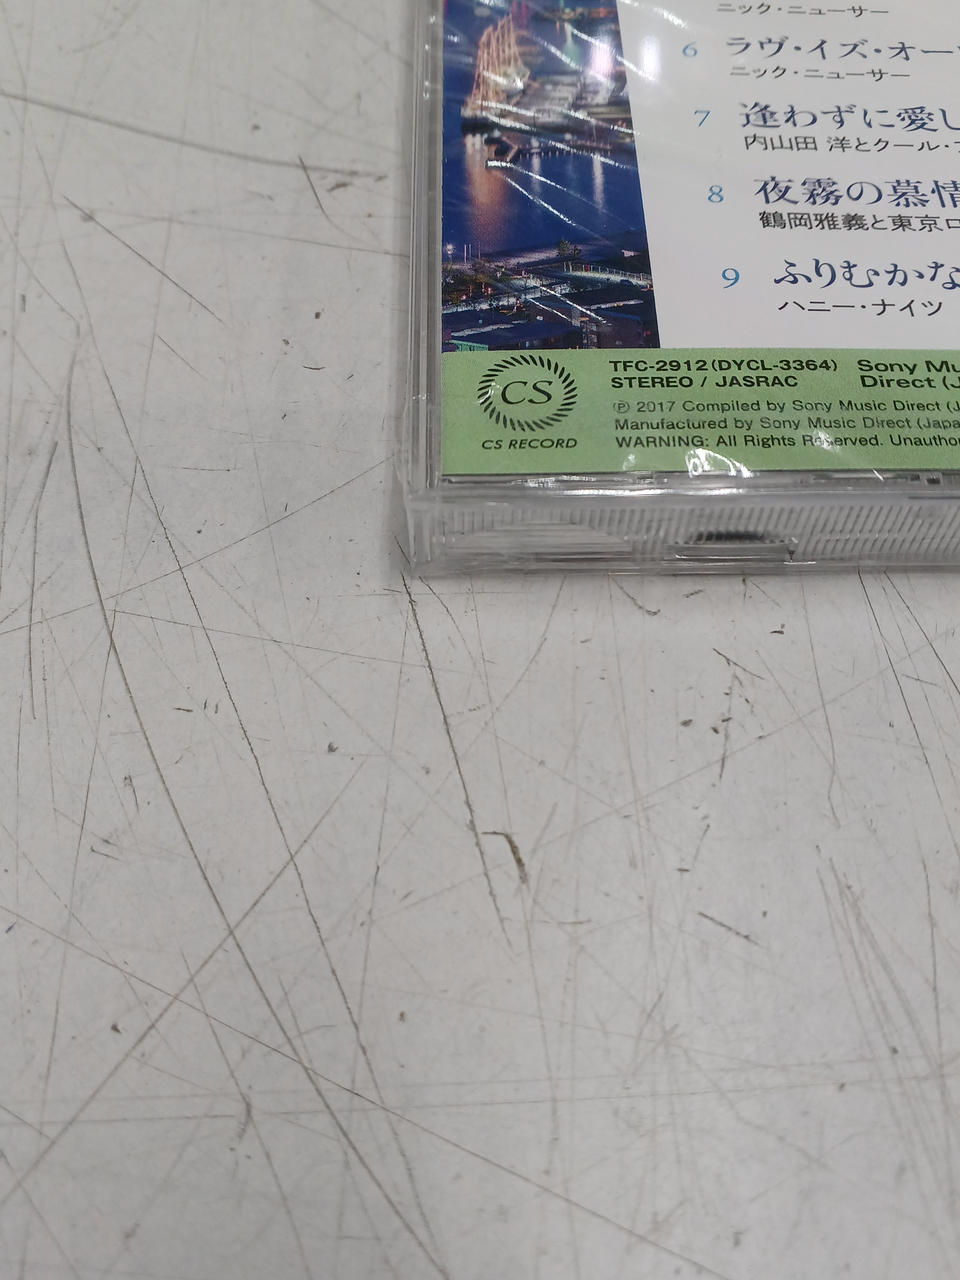 ニック・ニューサー
6 ラヴ・イズ・オー
ニック・ニューサー
7 逢わずに愛し
内山田 洋とクール・
8 夜霧の慕情
鶴岡雅義と東京ロ
9 ふりむかな
ハニー・ナイツ
CS
CS RECORD
TFC-2912(DYCL-3364) Sony Mu
STEREO / JASRAC Direct (J
Ⓟ 2017 Compiled by Sony Music Direct (J
Manufactured by Sony Music Direct (Japa
WARNING: All Rights Reserved. Unautho